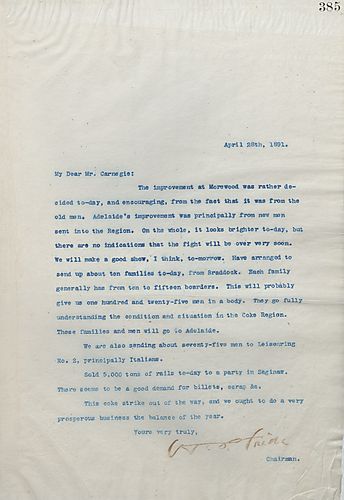 385
April 28th, 1891.
My Dear Mr. Carnegie:
The improvement at Morewood was rather de-
cided to-day, and encouraging, from the fact that it was from the
old men. Adelaide's improvement was principally from new men
sent into the Region. On the whole, it looks brighter to-day, but
there are no indications that the fight will be over very soon.
We will make a good show, I think, to-morrow. Have arranged to
send up about ten families to-day, from Braddock. Each family
generally has from ten to fifteen boarders. This will probably
give us one hundred and twenty-five men in a body. They go fully
understanding the condition and situation in the Coke Region.
These families and men will go to Adelaide.
We are also sending about seventy-five men to Leisenring
No. 2, principally Italians.
Sold 5,000 tons of rails to-day to a party in Saginaw.
There seems to be a good demand for billets, scrap &c.
This coke strike out of the way, and we ought to do a very
prosperous business the balance of the year.
Yours very truly,
Chairman.